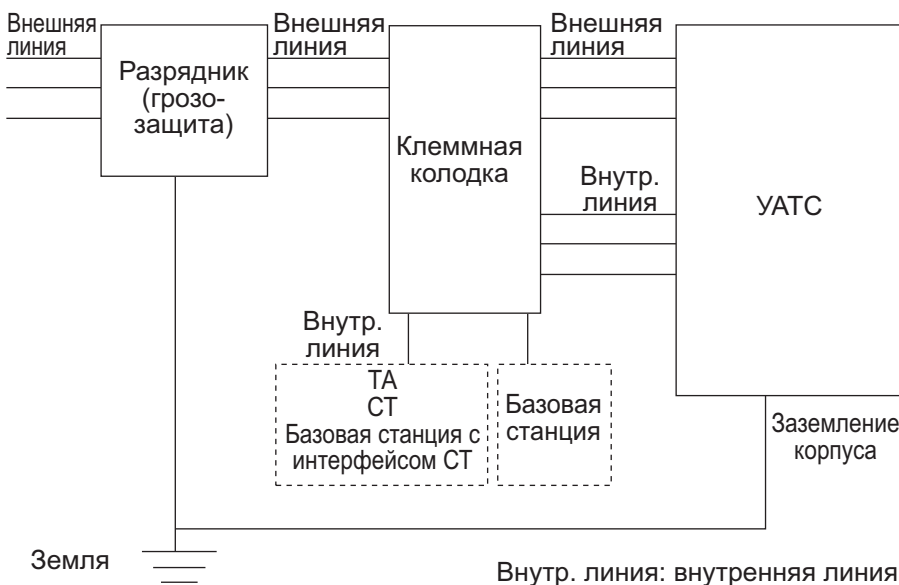 Внешняя
линия
Внешняя
линия
Внешняя
линия
Разрядник
(грозо-
защита)
Клеммная
колодка
Внутр.
линия
УАТС
Внутр.
линия
ТА
СТ
Базовая станция с
интерфейсом СТ
Базовая
станция
Заземление
корпуса
Земля
Внутр. линия: внутренняя линия